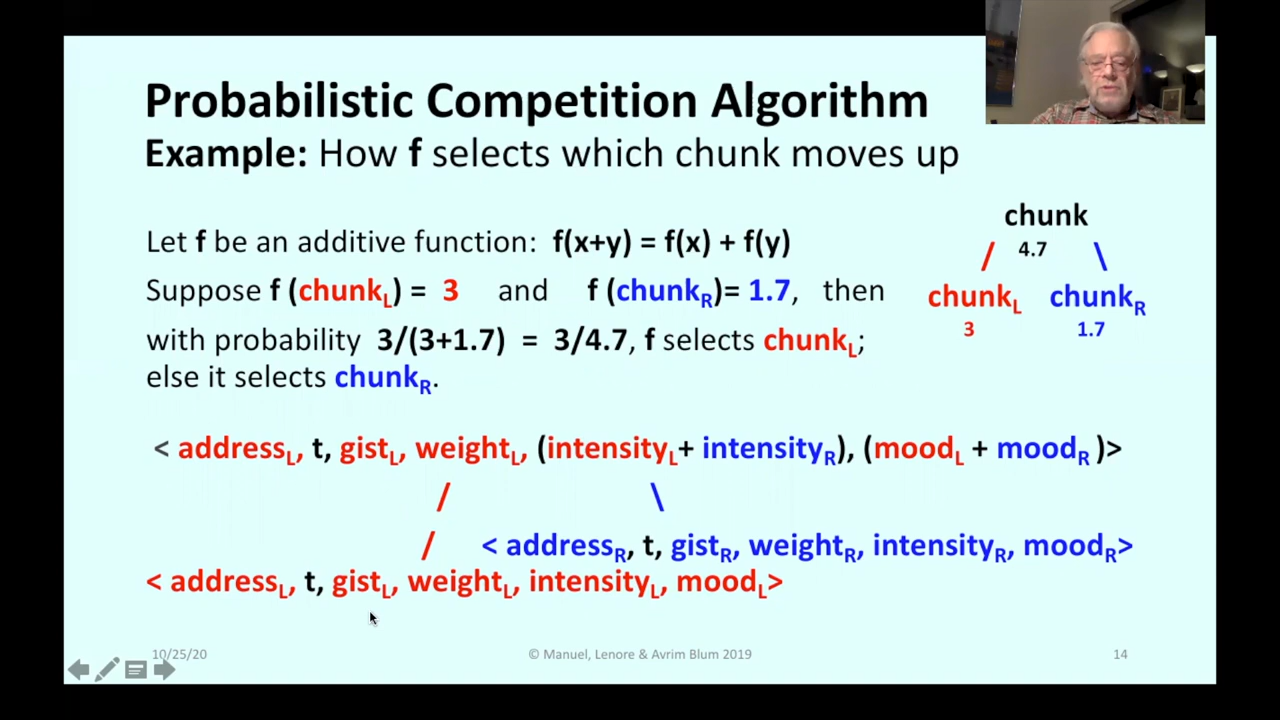 Probabilistic Competition Algorithm
Example: How f selects which chunk moves up
Let f be an additive function: f(x+y) = f(x) + f(y)
Suppose f (chunkL) = 3 and f (chunkR)= 1.7, then
with probability 3/(3+1.7) = 3/4.7, f selects chunkL;
else it selects chunkR.
chunk
/ 4.7 \
chunkL chunkR
3 1.7
< addressL, t, gistL, weightL, (intensityL+ intensityR), (moodL + moodR )>
/ \
/ < addressR, t, gistR, weightR, intensityR, moodR>
< addressL, t, gistL, weightL, intensityL, moodL>
10/25/20 © Manuel, Lenore & Avrim Blum 2019 14